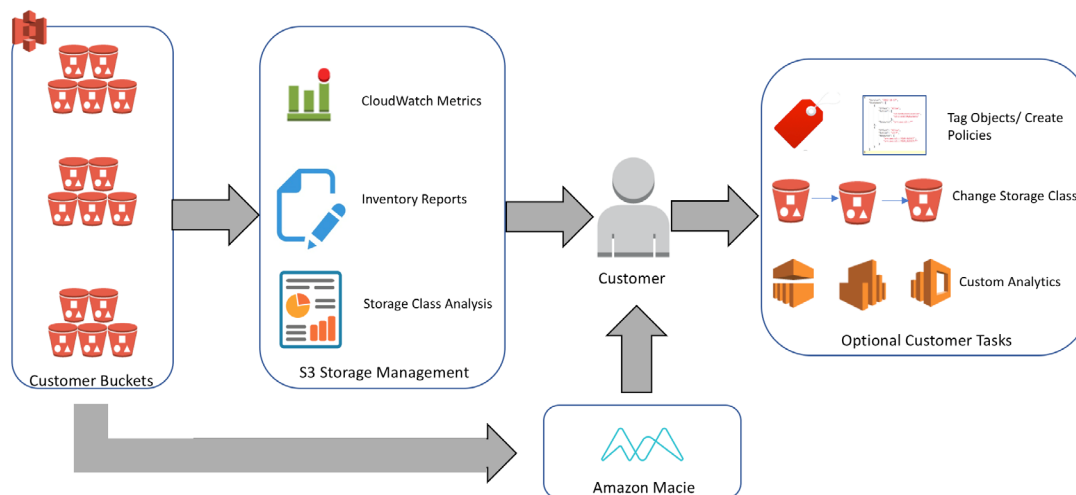 CloudWatch Metrics
Inventory Reports
Storage Class Analysis
Customer Buckets
S3 Storage Management
Customer
Amazon Macie
Tag Objects/ Create
Policies
Change Storage Class
Custom Analytics
Optional Customer Tasks